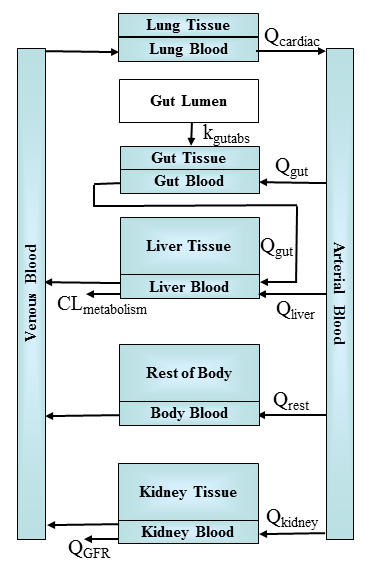 Lung Tissue
Lung Blood
Qcardiac
Gut Lumen
kgutabs
Gut Tissue
Gut Blood
Qgut
Liver Tissue
Qgut
Liver Blood
CLmetabolism
Qliver
Venous Blood
Arterial Blood
Rest of Body
Body Blood
Qrest
Kidney Tissue
Kidney Blood
Qkidney
QGFR